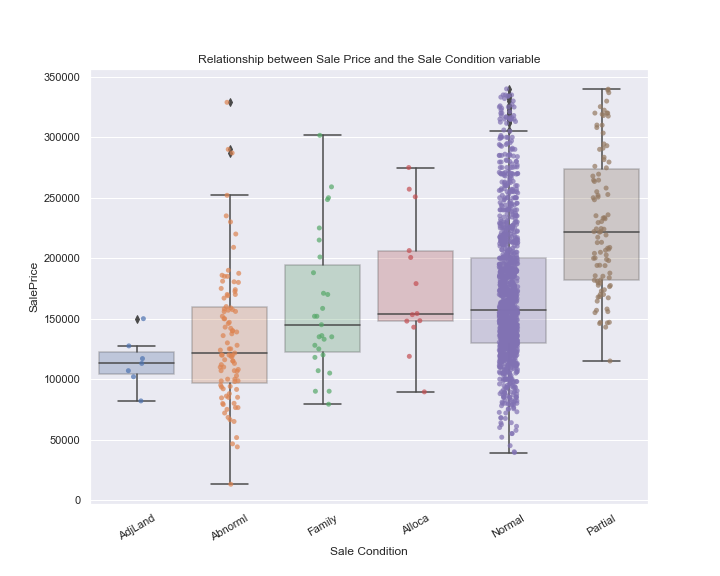 Relationship between Sale Price and the Sale Condition variable
350000
300000
250000
200000
150000
100000
50000
0
SalePrice
AdjLand
Abnorml
Family
Alloca
Normal
Partial
Sale Condition